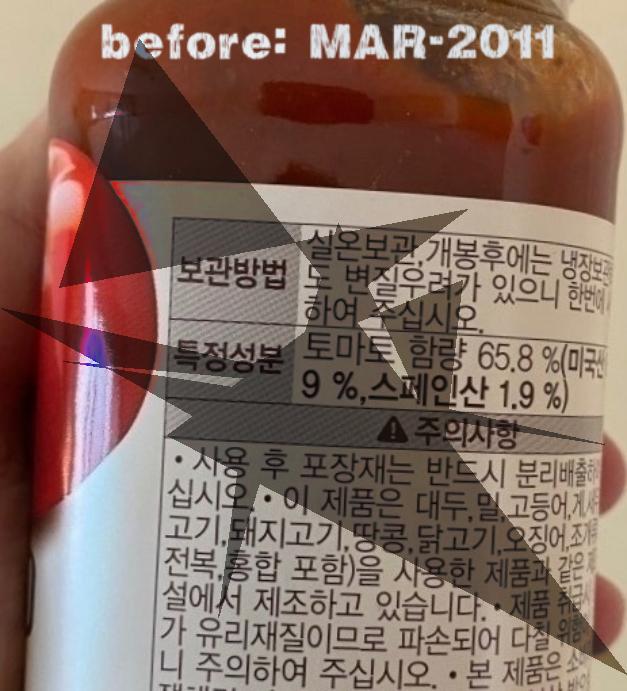 before: MAR-2011
실온보관,개봉후에는 냉장보관
보관방법
도 변질우려가 있으니 한번에
하여 주십시오.
특정성분
토마토 함량 65.8 %(미국산
9 %,스페인산 1.9 %)
주의사항
• 사용 후 포장재는 반드시 분리배출하
십시오. • 이 제품은 대두,밀,고등어,게,새우
고기,돼지고기,땅콩,닭고기,오징어,조개류
전복,홍합 포함)을 사용한 제품과 같은
설에서 제조하고 있습니다. • 제품 취급시
가 유리재질이므로 파손되어 다칠 위험
니 주의하여 주십시오. • 본 제품은